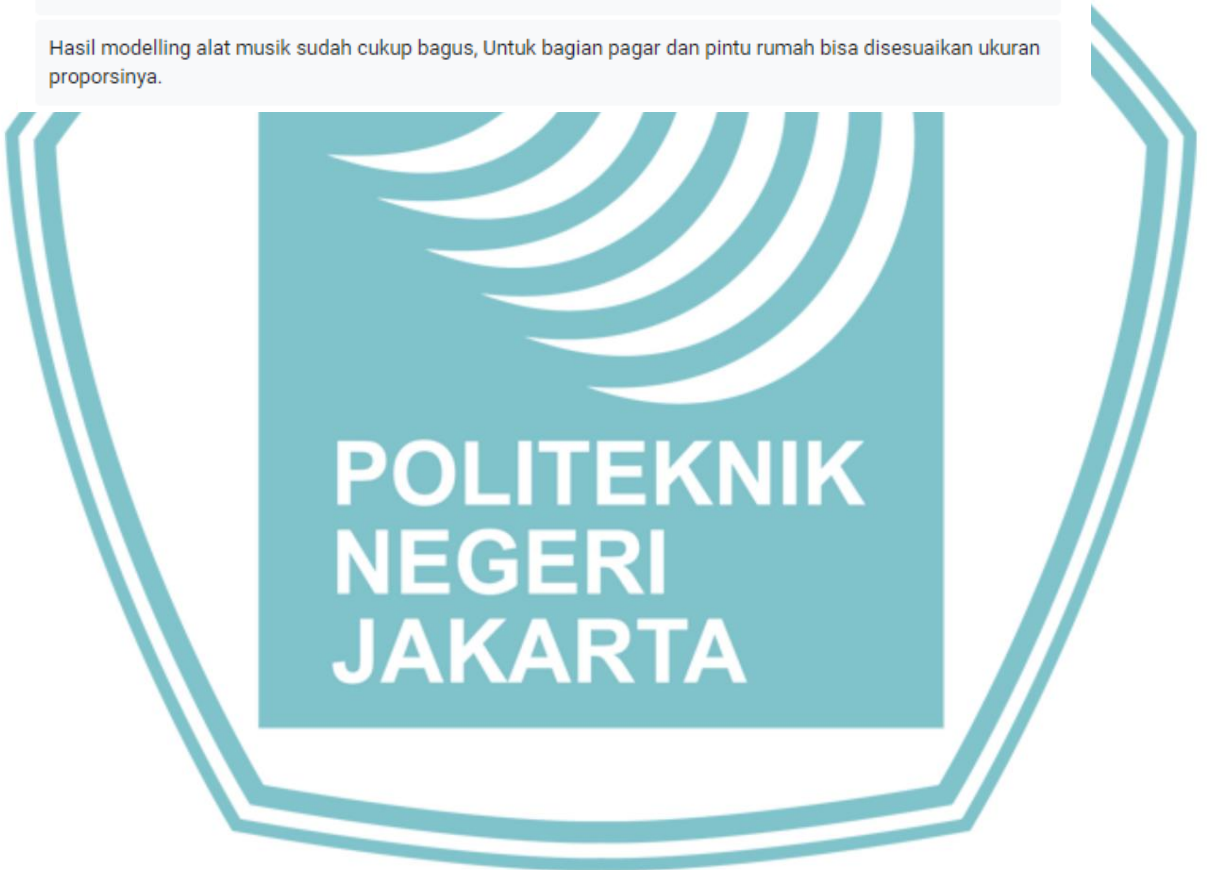 Hasil modelling alat musik sudah cukup bagus, Untuk bagian pagar dan pintu rumah bisa disesuaikan ukuran
proporsinya.
POLITEKNIK
NEGERI
JAKARTA